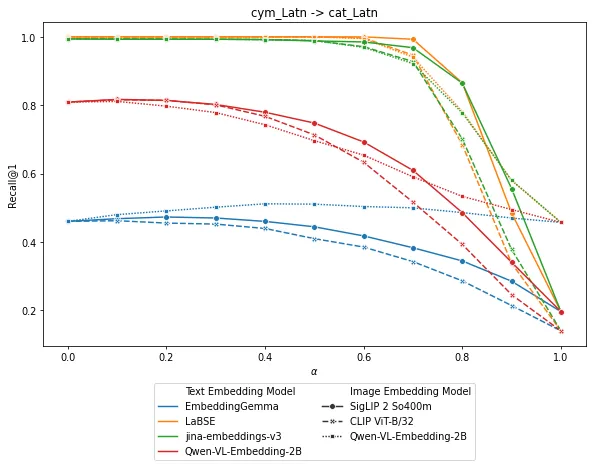 cym_Latn -> cat_Latn
Recall@1
1.0
0.8
0.6
0.4
0.2
0.0 0.2 0.4 0.6 0.8 1.0
α
Text Embedding Model Image Embedding Model
EmbeddingGemma SigLIP 2 So400m
LaBSE CLIP ViT-B/32
jina-embeddings-v3 Qwen-VL-Embedding-2B
Qwen-VL-Embedding-2B